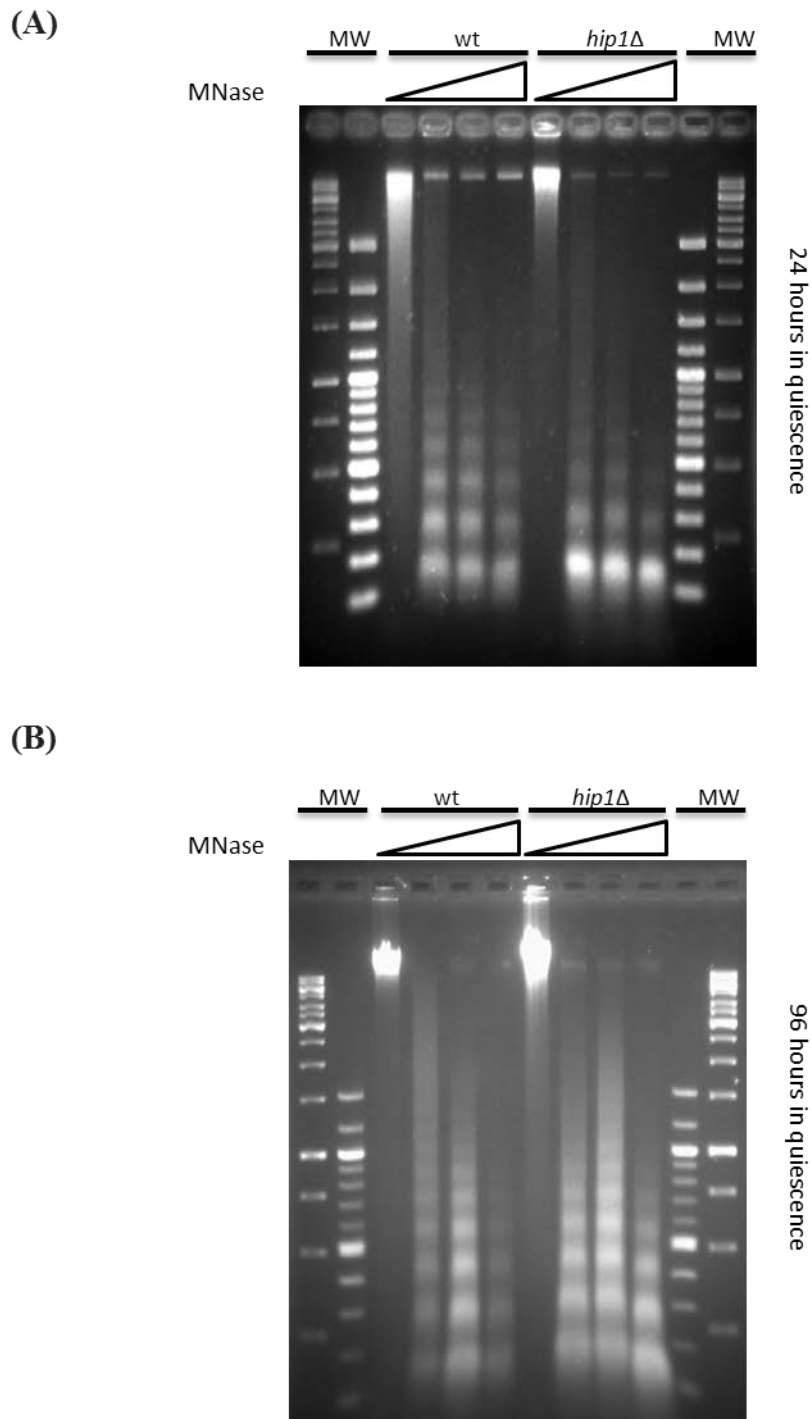 (A)
MW wt hip1Δ MW
MNase
24 hours in quiescence
(B)
MW wt hip1Δ MW
MNase
96 hours in quiescence